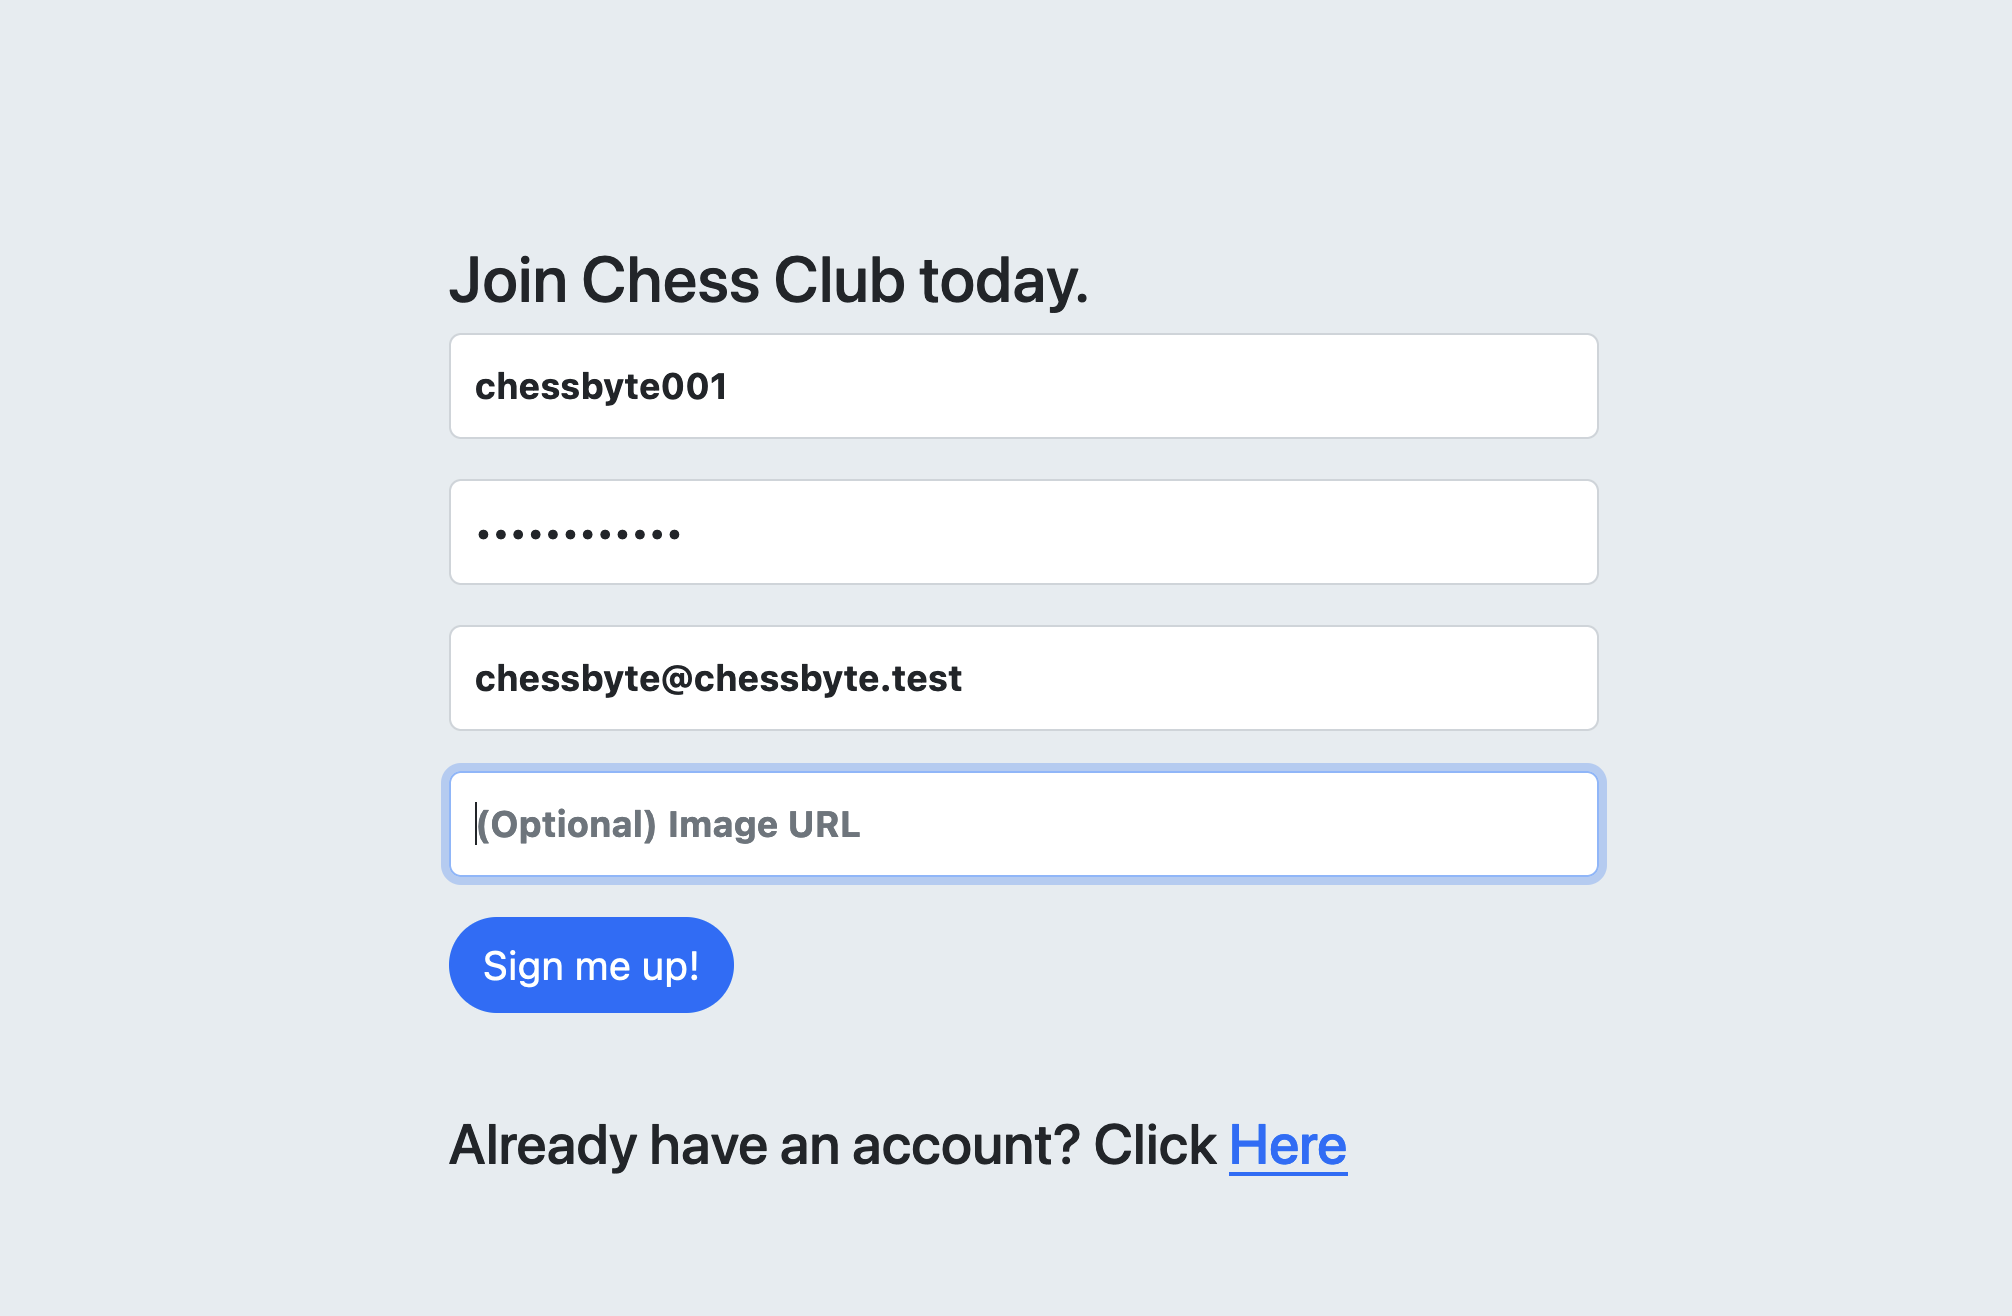 Join Chess Club today.
chessbyte001
••••••••••••
chessbyte@chessbyte.test
(Optional) Image URL
Sign me up!
Already have an account? Click Here